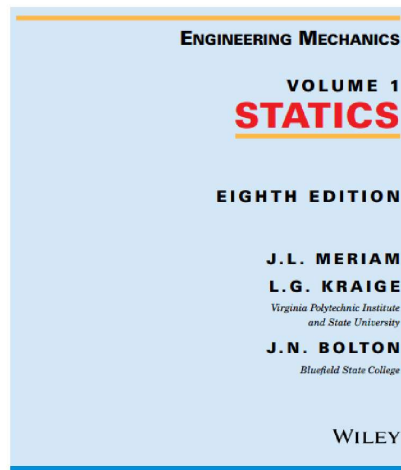 ENGINEERING MECHANICS
VOLUME 1
STATICS
EIGHTH EDITION
J.L. MERIAM
L.G. KRAIGE
Virginia Polytechnic Institute
and State University
J.N. BOLTON
Bluefield State College
WILEY